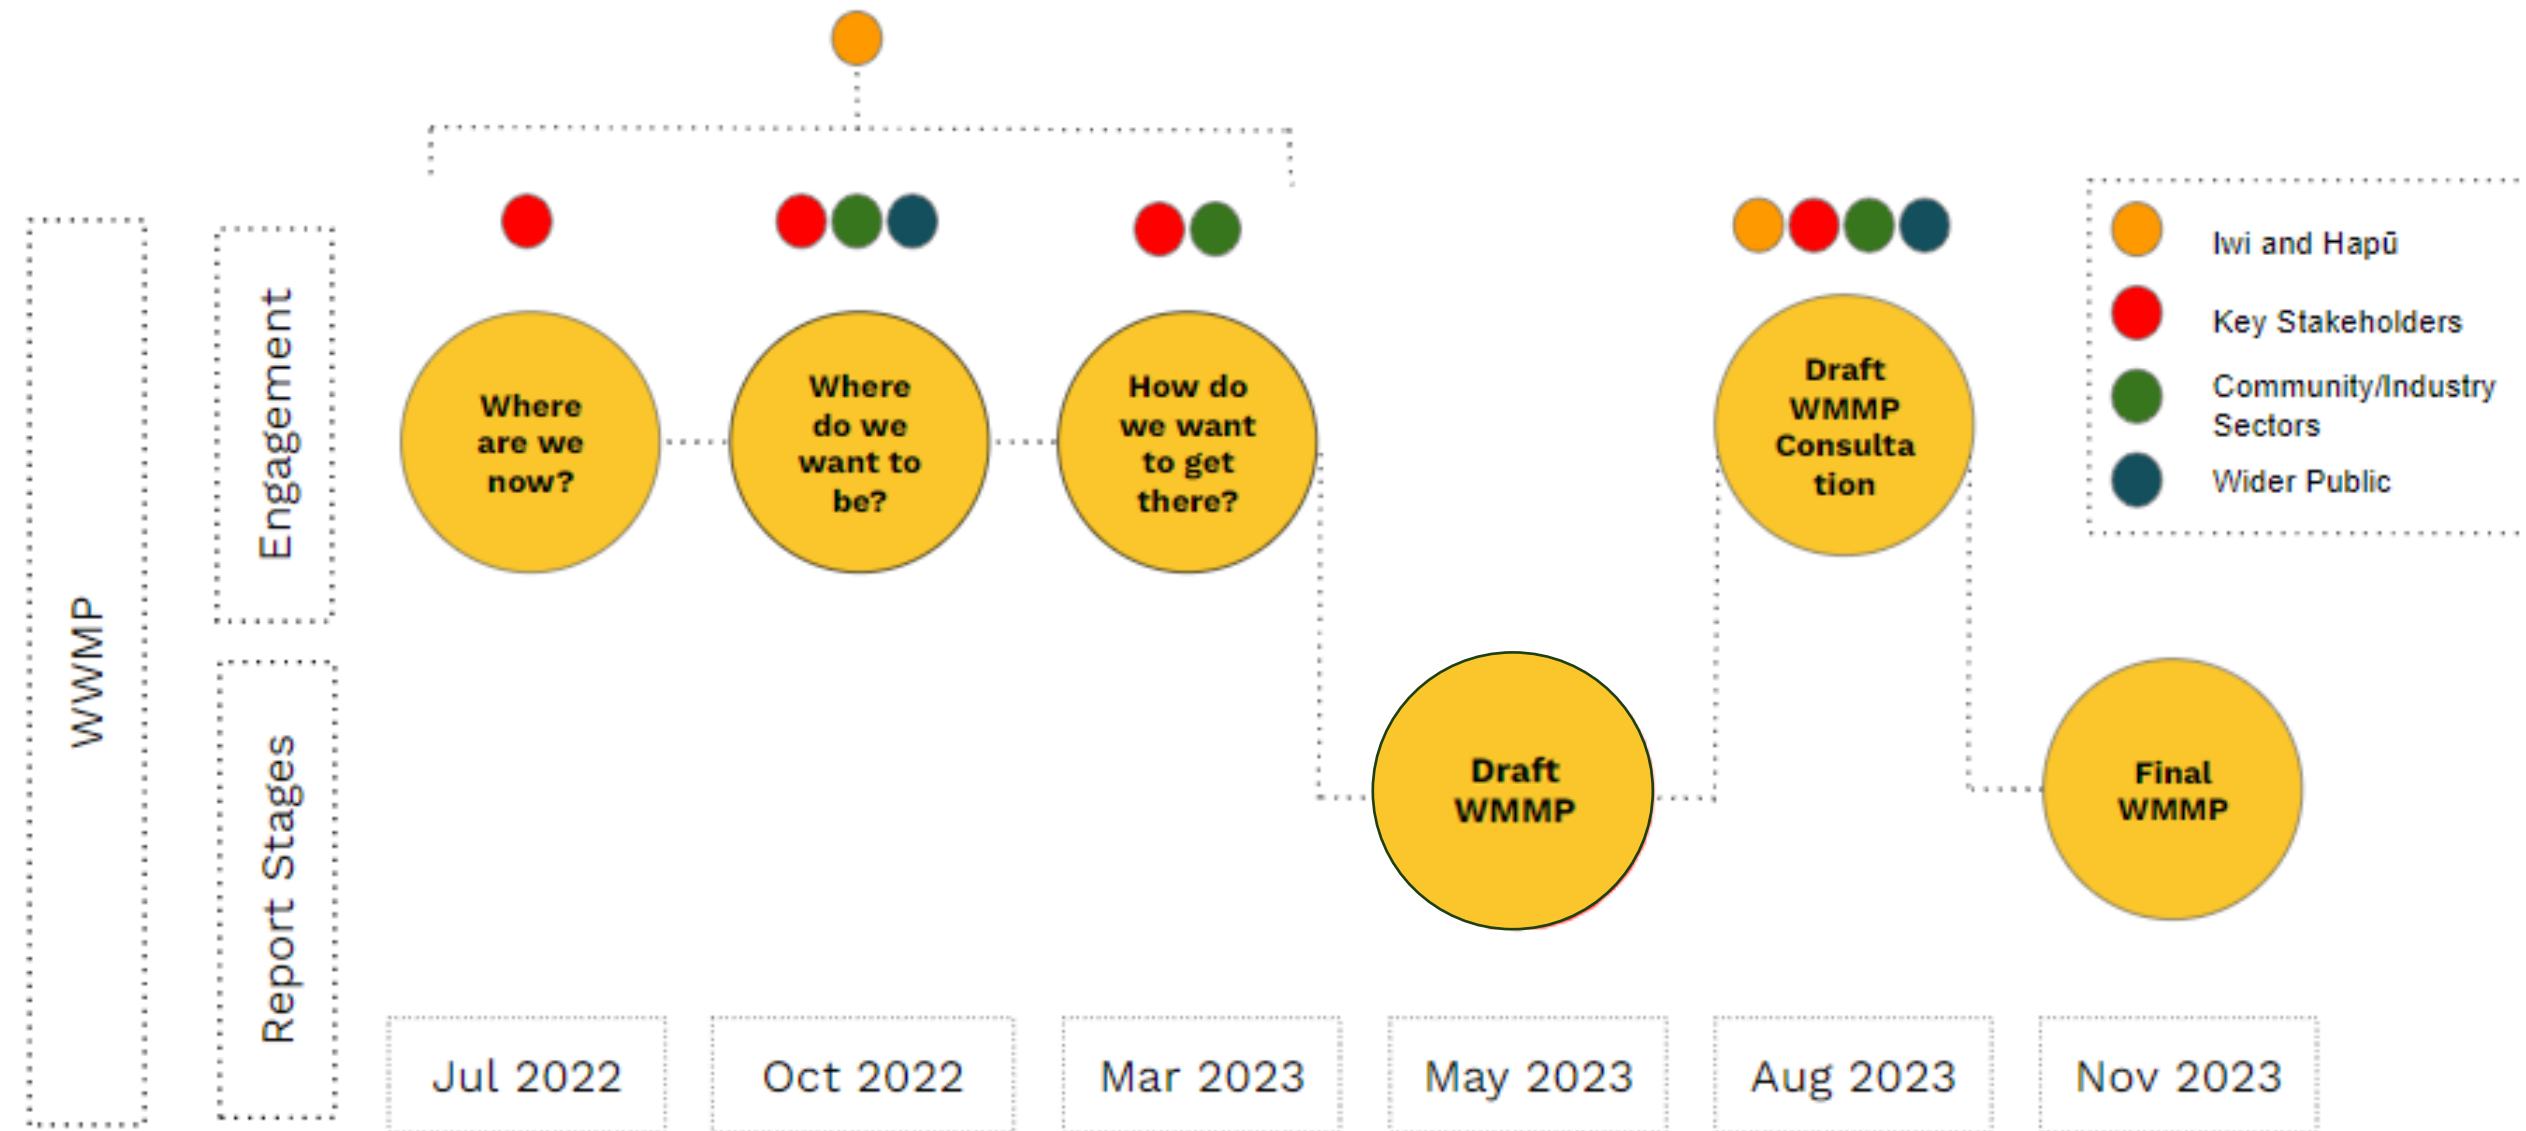 WWMP
Engagement
Report Stages
Where
are we
now?
Where
do we
want to
be?
How do
we want
to get
there?
Draft
WMMP
Draft
WMMP
Consulta
tion
Final
WMMP
Iwi and Hapū
Key Stakeholders
Community/Industry
Sectors
Wider Public
Jul 2022
Oct 2022
Mar 2023
May 2023
Aug 2023
Nov 2023